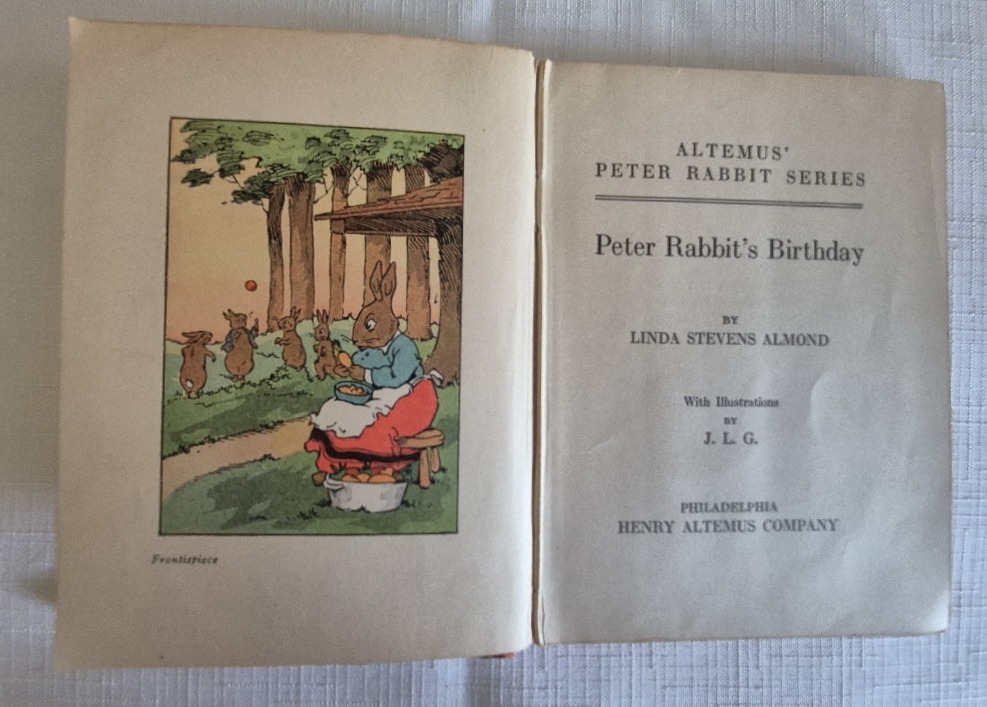 Frontispiece
ALTEMUS'
PETER RABBIT SERIES
Peter Rabbit's Birthday
BY
LINDA STEVENS ALMOND
With Illustrations
BY
J. L. G.
PHILADELPHIA
HENRY ALTEMUS COMPANY